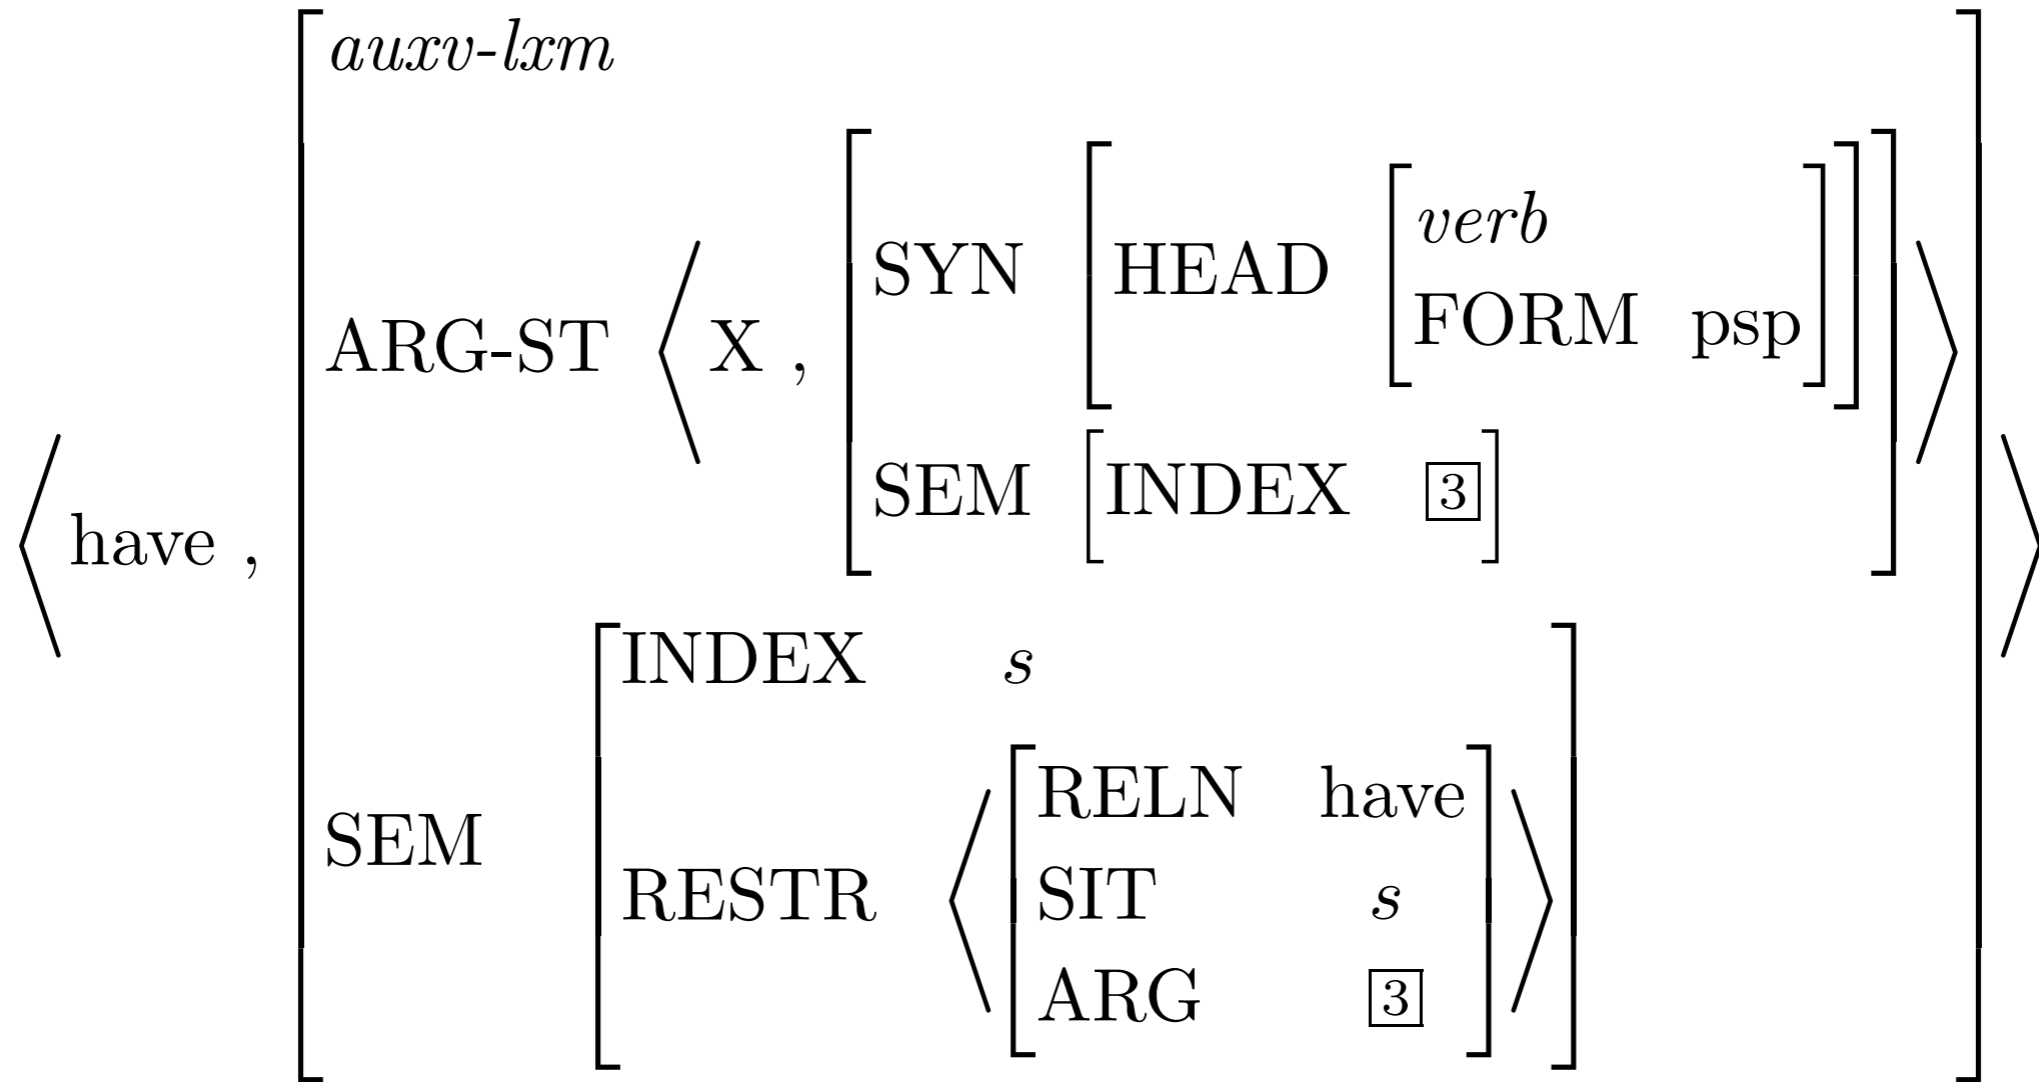 auxv-lxm
verb
SYN HEAD
FORM psp
ARG-ST ⟨ X ,
SEM [INDEX 3]
⟨ have ,
INDEX s
RELN have
SEM
RESTR SIT s
ARG 3